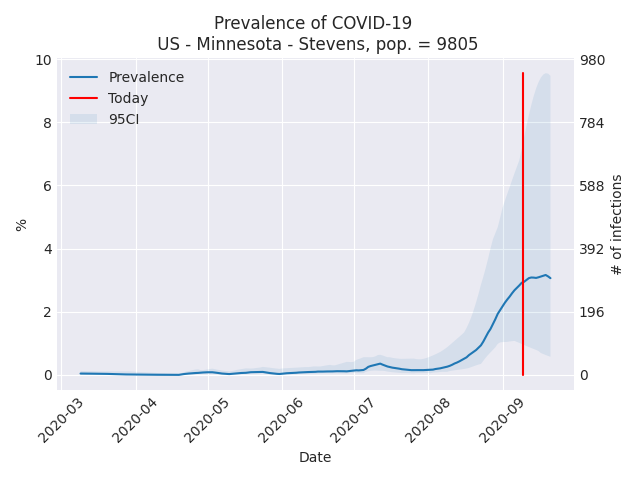 Prevalence of COVID-19
US - Minnesota - Stevens, pop. = 9805
Prevalence
Today
95CI
10
8
6
4
2
0
%
980
784
588
392
196
0
# of infections
2020-03
2020-04
2020-05
2020-06
2020-07
2020-08
2020-09
Date